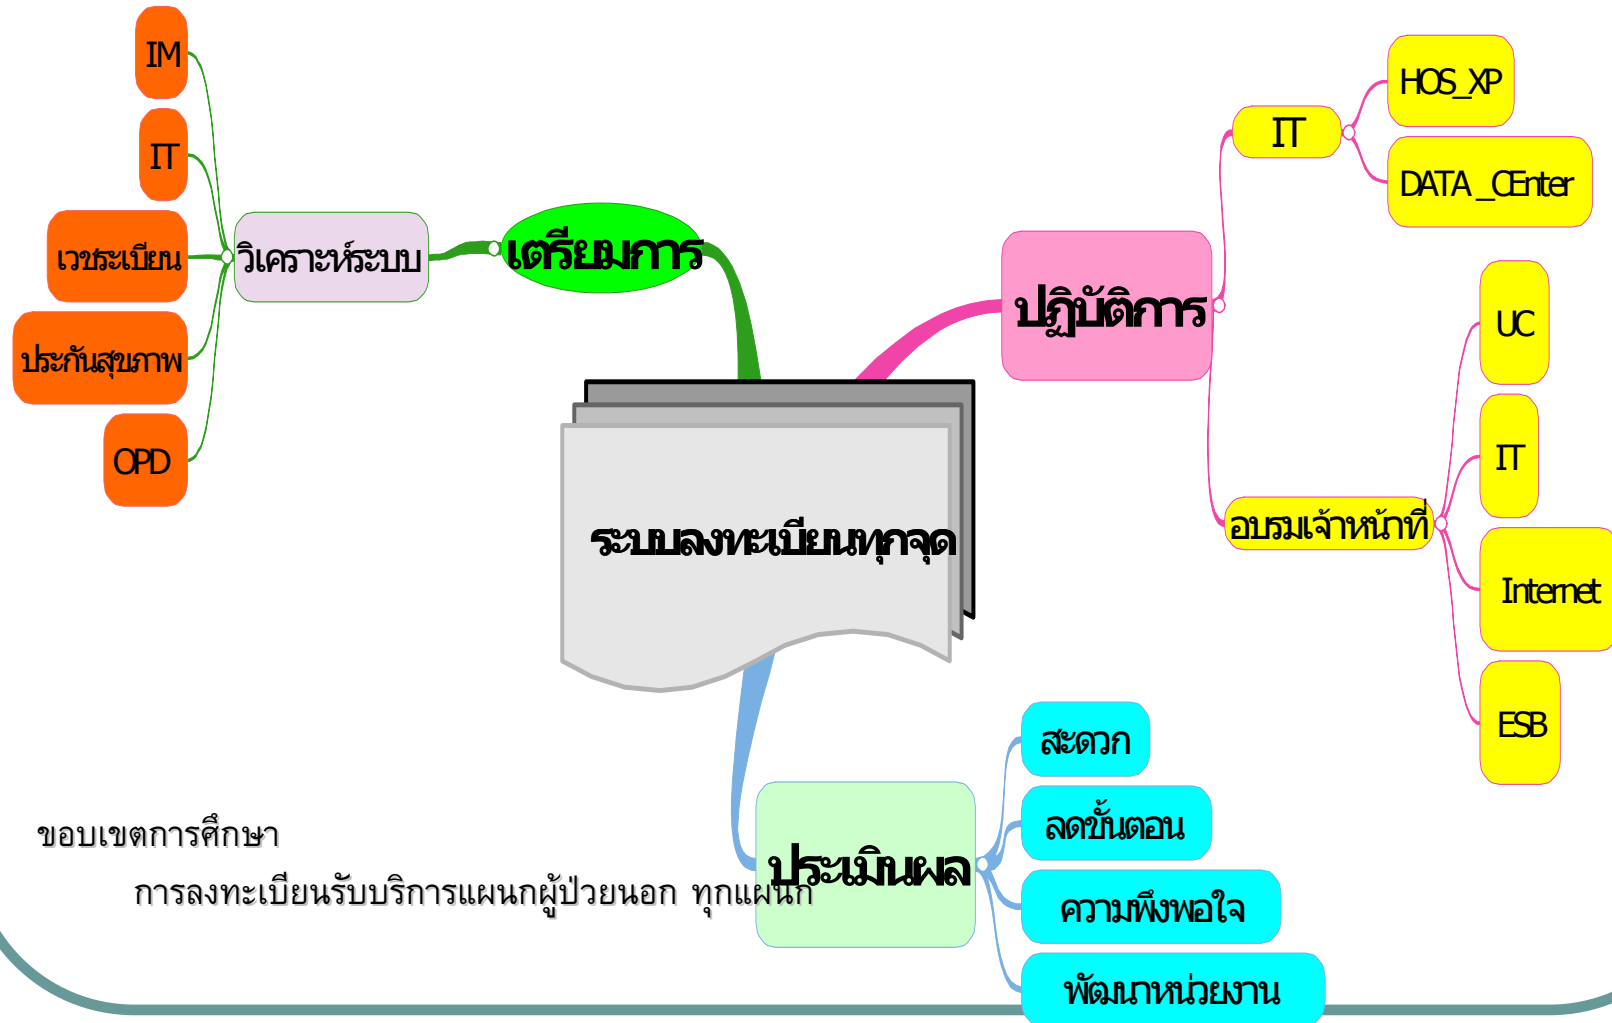 IM
IT
เวชระเบียน
ประกันสุขภาพ
OPD
วิเคราะห์ระบบ
เตรียมการ
ปฏิบัติการ
IT
HOS_XP
DATA_CEnter
อบรมเจ้าหน้าที่
UC
IT
Internet
ESB
ระบบลงทะเบียนทุกจุด
ประเมินผล
สะดวก
ลดขั้นตอน
ความพึงพอใจ
พัฒนาหน่วยงาน
ขอบเขตการศึกษา
การลงทะเบียนรับบริการแผนกผู้ป่วยนอก ทุกแผนก